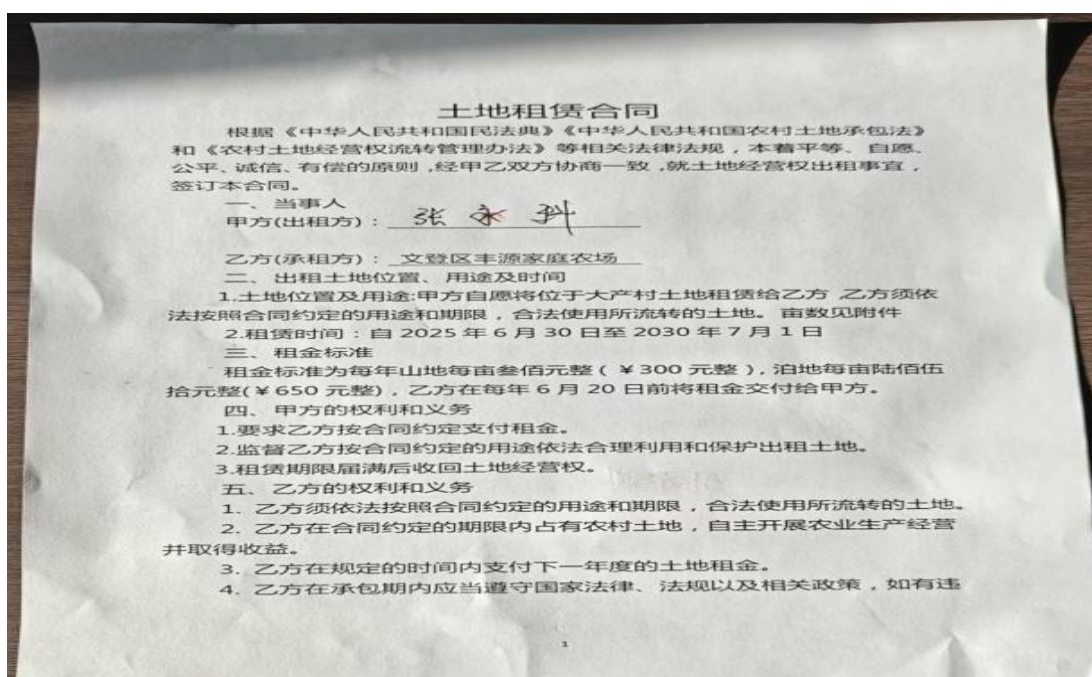 土地租赁合同
根据《中华人民共和国民法典》《中华人民共和国农村土地承包法》
和《农村土地经营权流转管理办法》等相关法律法规，本着平等、自愿、
公平、诚信、有偿的原则,经甲乙双方协商一致,就土地经营权出租事宜，
签订本合同。
一、当事人
甲方(出租方)：张永科
乙方(承租方)：文登区丰源家庭农场
二、出租土地位置、用途及时间
1.土地位置及用途:甲方自愿将位于大产村土地租赁给乙方,乙方须依
法按照合同约定的用途和期限，合法使用所流转的土地。亩数见附件
2.租赁时间：自2025年6月30日至2030年7月1日
三、租金标准
租金标准为每年山地每亩叁佰元整（¥300元整）,泊地每亩陆佰伍
拾元整(¥650元整)，乙方在每年6月20日前将租金交付给甲方。
四、甲方的权利和义务
1.要求乙方按合同约定支付租金。
2.监督乙方按合同约定的用途依法合理利用和保护出租土地。
3.租赁期限届满后收回土地经营权。
五、乙方的权利和义务
1. 乙方须依法按照合同约定的用途和期限，合法使用所流转的土地。
2. 乙方在合同约定的期限内占有农村土地，自主开展农业生产经营
并取得收益。
3. 乙方在规定的时间内支付下一年度的土地租金。
4. 乙方在承包期内应当遵守国家法律、法规以及相关政策，如有违
1